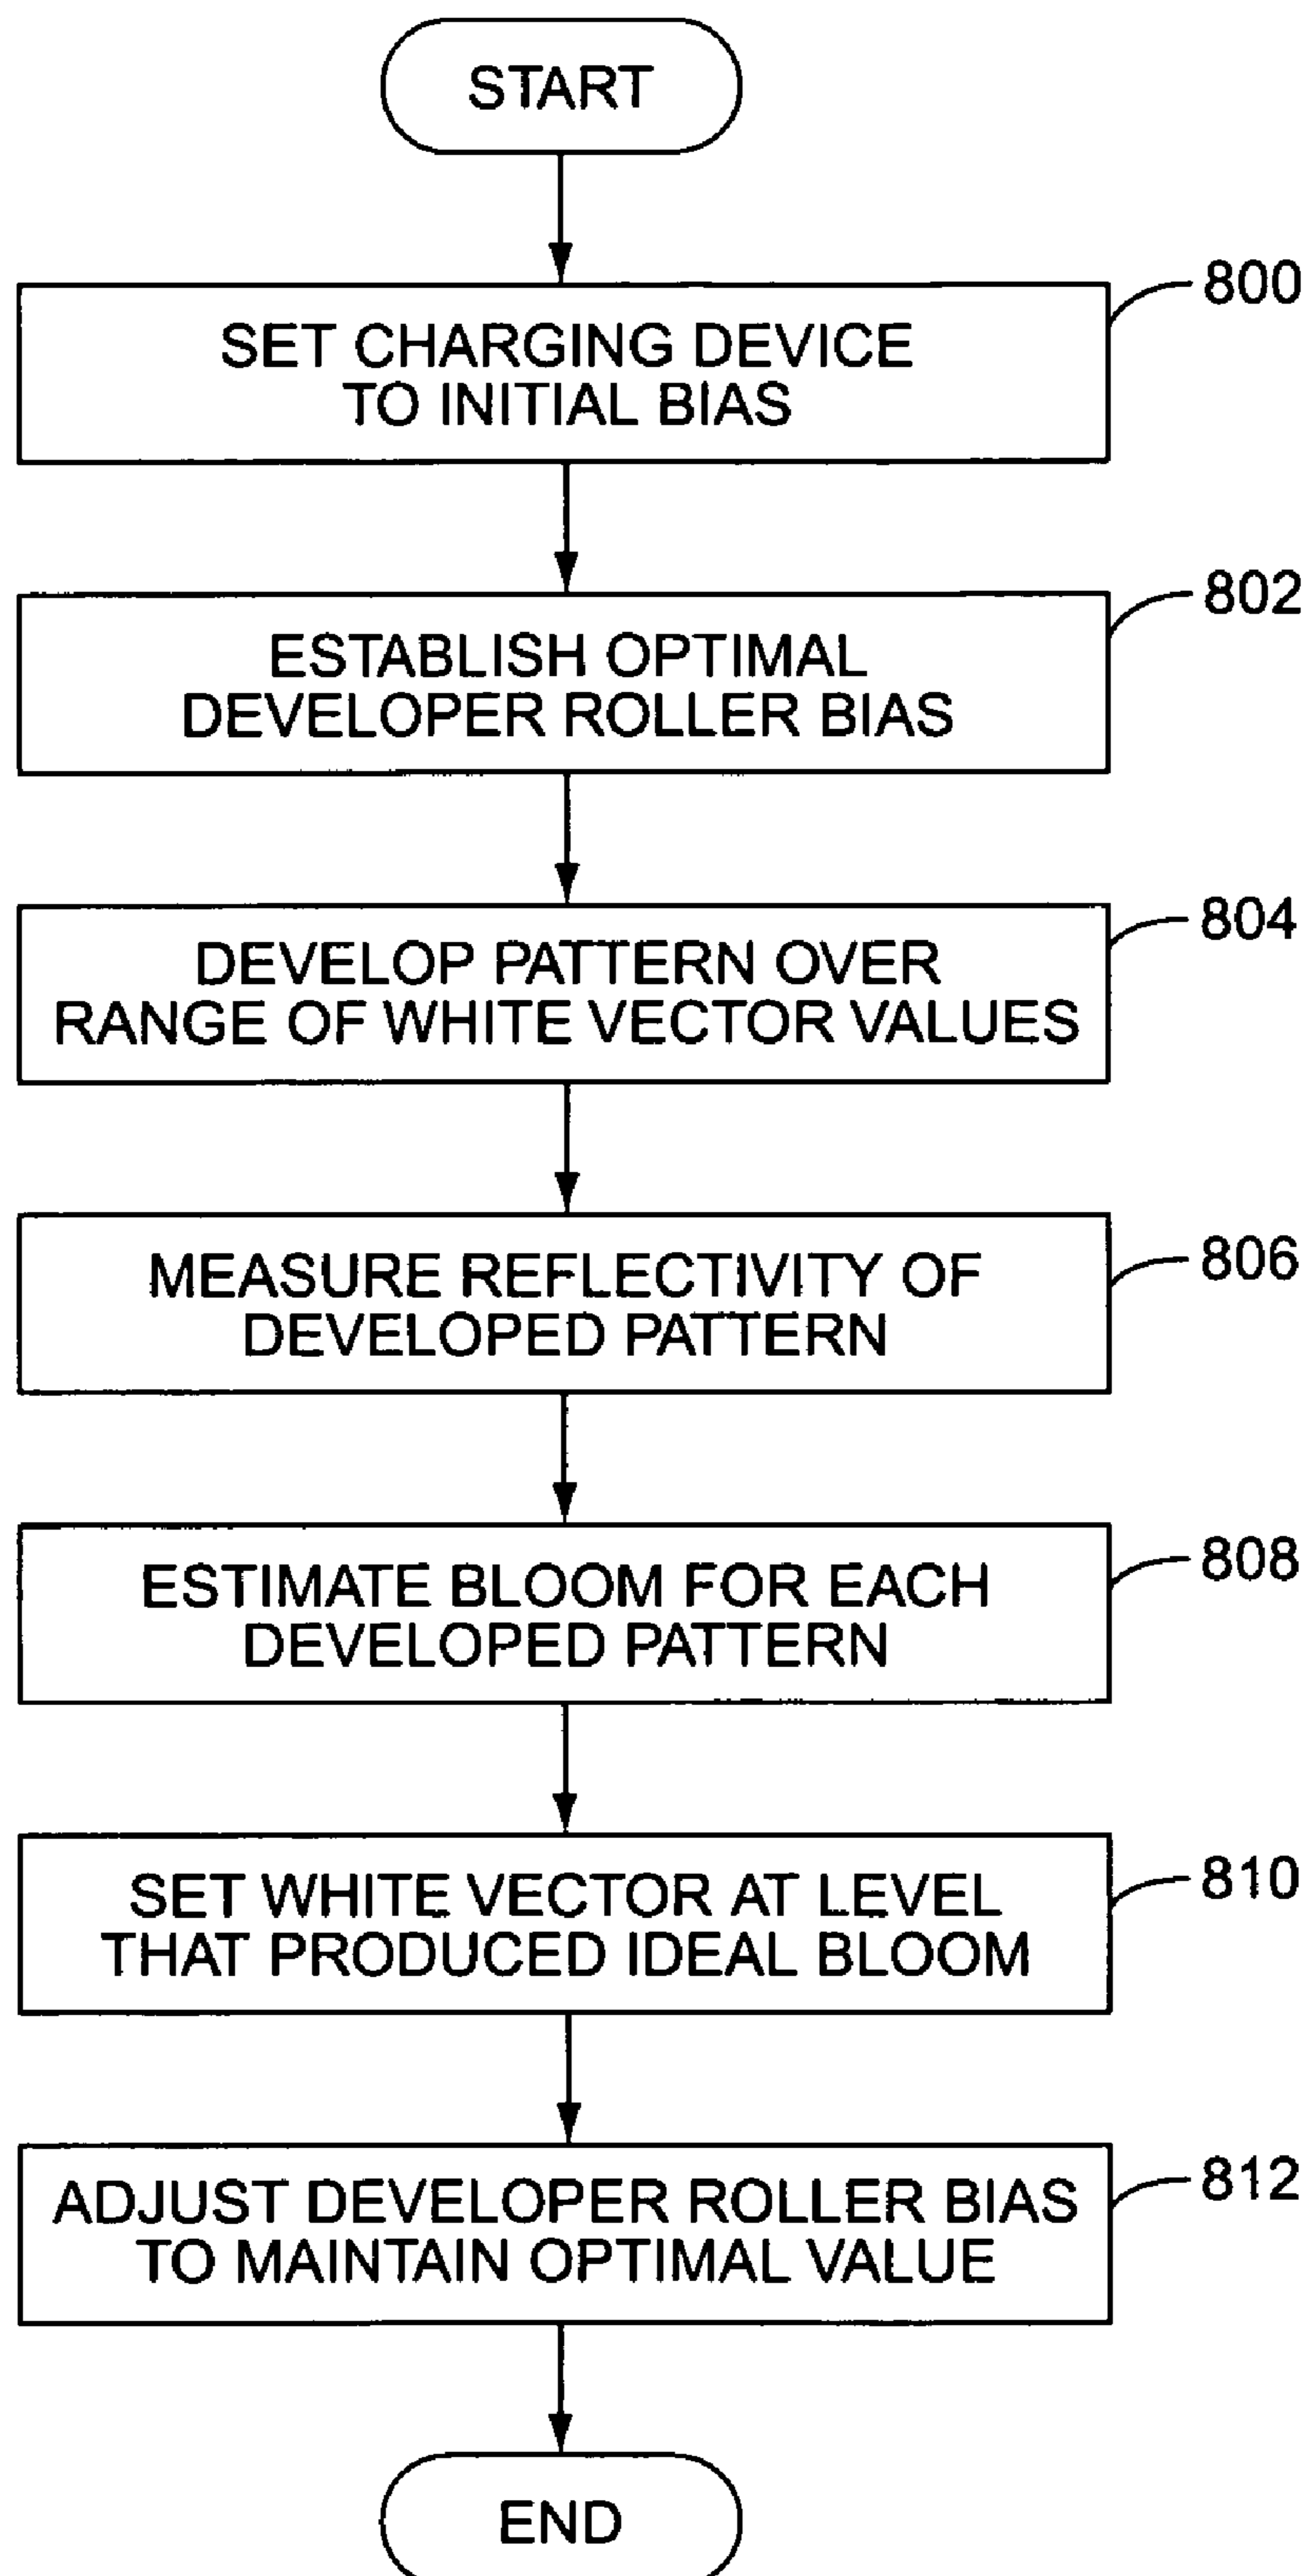 START
800
SET CHARGING DEVICE
TO INITIAL BIAS
802
ESTABLISH OPTIMAL
DEVELOPER ROLLER BIAS
804
DEVELOP PATTERN OVER
RANGE OF WHITE VECTOR VALUES
806
MEASURE REFLECTIVITY OF
DEVELOPED PATTERN
808
ESTIMATE BLOOM FOR EACH
DEVELOPED PATTERN
810
SET WHITE VECTOR AT LEVEL
THAT PRODUCED IDEAL BLOOM
812
ADJUST DEVELOPER ROLLER BIAS
TO MAINTAIN OPTIMAL VALUE
END